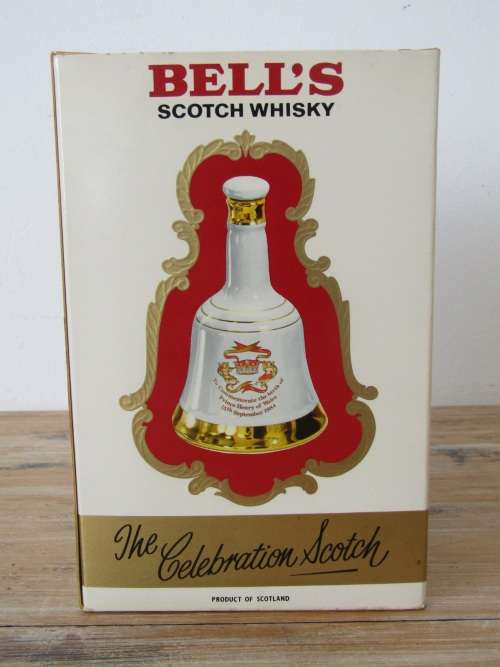 BELL'S
SCOTCH WHISKY
To Commemorate the birth of
Prince Henry of Wales
15th September 1984
The Celebration Scotch
PRODUCT OF SCOTLAND